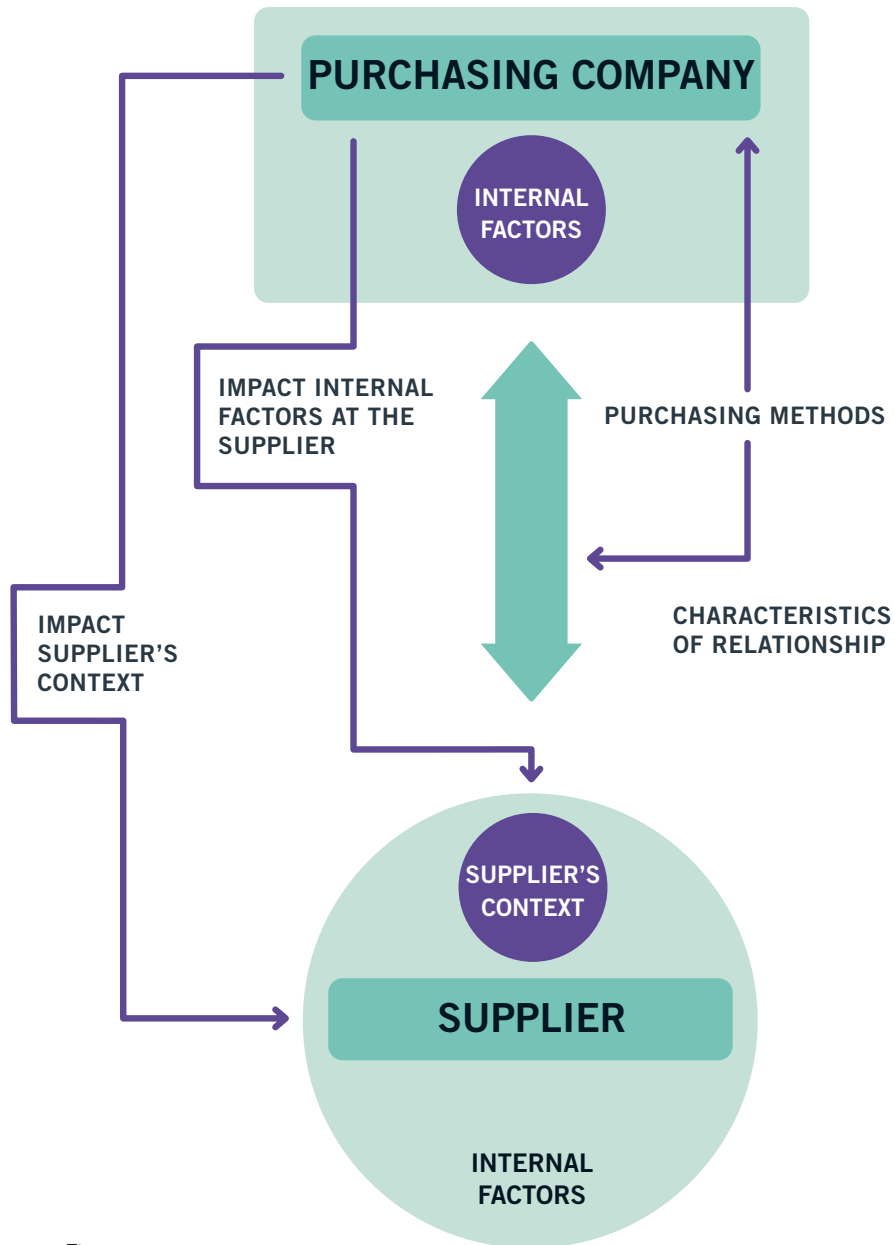 PURCHASING COMPANY
INTERNAL
FACTORS
IMPACT INTERNAL
FACTORS AT THE
SUPPLIER
PURCHASING METHODS
IMPACT
SUPPLIER'S
CONTEXT
CHARACTERISTICS
OF RELATIONSHIP
SUPPLIER'S
CONTEXT
SUPPLIER
INTERNAL
FACTORS